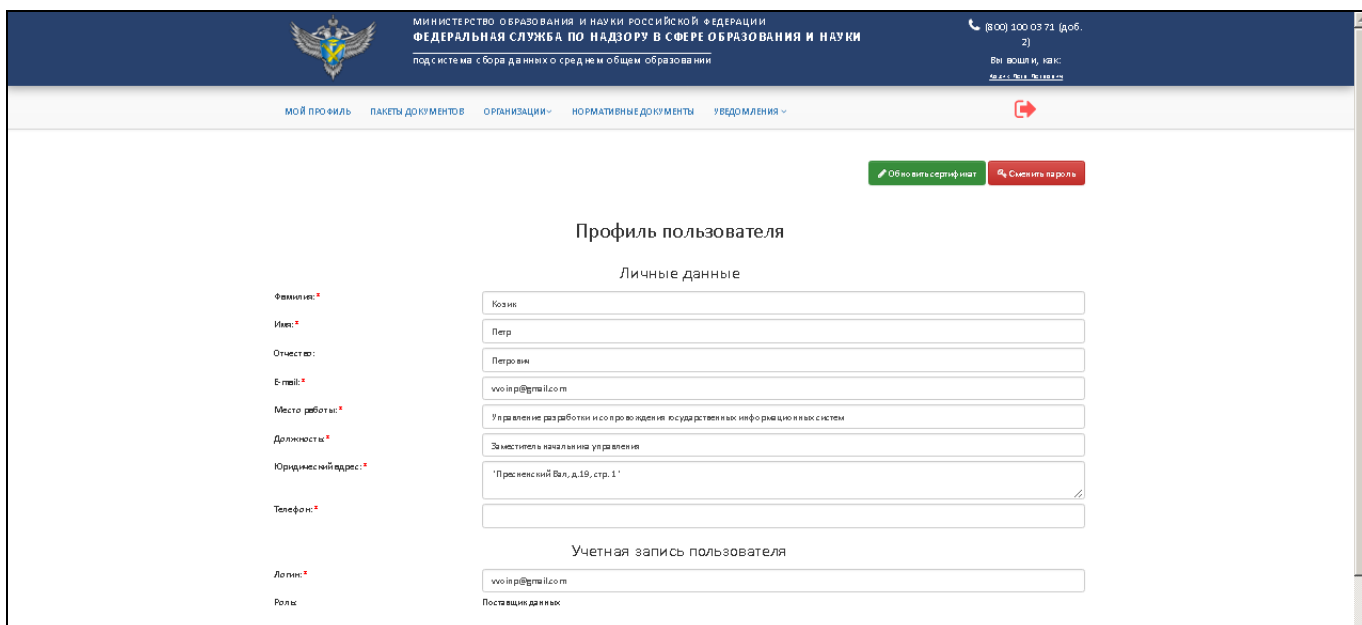 МИНИСТЕРСТВО ОБРАЗОВАНИЯ И НАУКИ РОССИЙСКОЙ ФЕДЕРАЦИИ
ФЕДЕРАЛЬНАЯ СЛУЖБА ПО НАДЗОРУ В СФЕРЕ ОБРАЗОВАНИЯ И НАУКИ
подсистема сбора данных о среднем общем образовании
(800) 100 03 71 (доб.
2)
Вы вошли, как:
МОЙ ПРОФИЛЬ ПАКЕТЫ ДОКУМЕНТОВ ОРГАНИЗАЦИИ НОРМАТИВНЫЕ ДОКУМЕНТЫ УВЕДОМЛЕНИЯ
Обновить сертификат Сменить пароль
Профиль пользователя
Личные данные
Фамилия:* Козик
Имя:* Петр
Отчество: Петрович
E-mail:* vvoinp@gmail.com
Место работы:* Управление разработки и сопровождения государственных информационных систем
Должность:* Заместитель начальника управления
Юридический адрес:* "Пресненский Вал, д.19, стр. 1"
Телефон:*
Учетная запись пользователя
Логин:* vvoinp@gmail.com
Роль: Поставщик данных